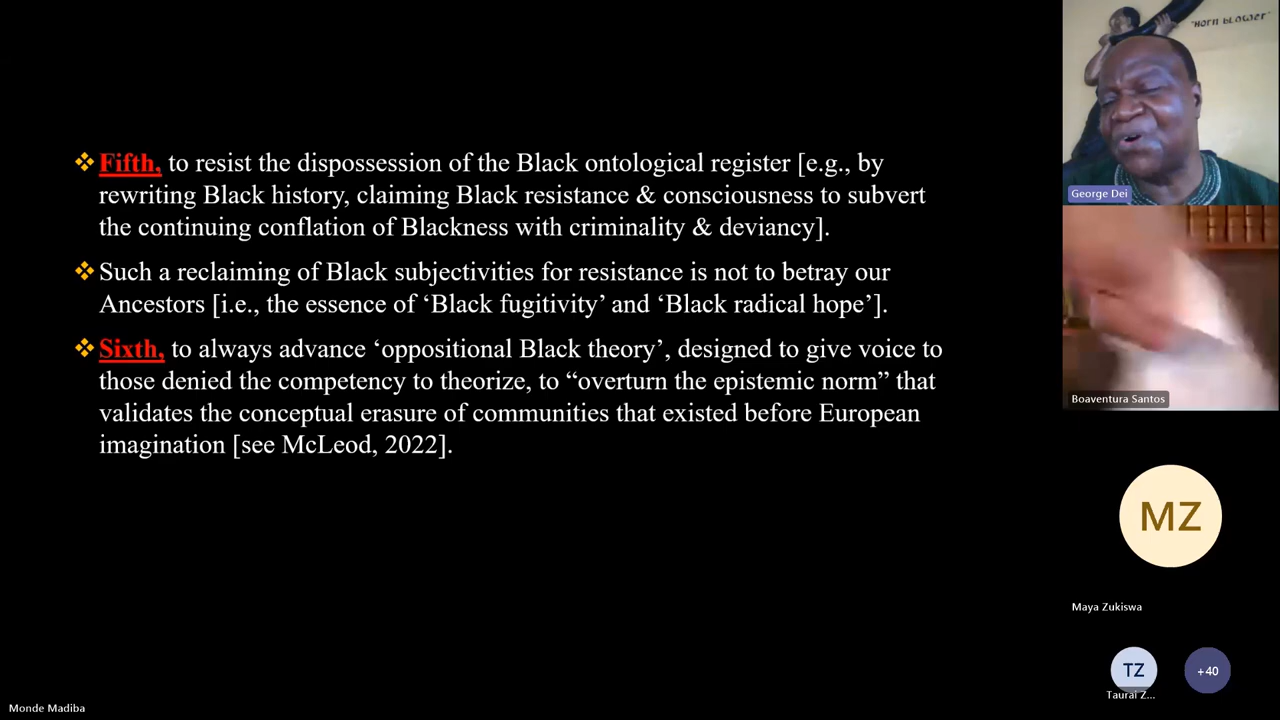 ❖ Fifth, to resist the dispossession of the Black ontological register [e.g., by
rewriting Black history, claiming Black resistance & consciousness to subvert
the continuing conflation of Blackness with criminality & deviancy].
❖ Such a reclaiming of Black subjectivities for resistance is not to betray our
Ancestors [i.e., the essence of ‘Black fugitivity’ and ‘Black radical hope’].
❖ Sixth, to always advance ‘oppositional Black theory’, designed to give voice to
those denied the competency to theorize, to “overturn the epistemic norm” that
validates the conceptual erasure of communities that existed before European
imagination [see McLeod, 2022].
"HORN BLOWER"
George Dei
Boaventura Santos
MZ
Maya Zukiswa
TZ
+40
Taurai Z...
Monde Madiba